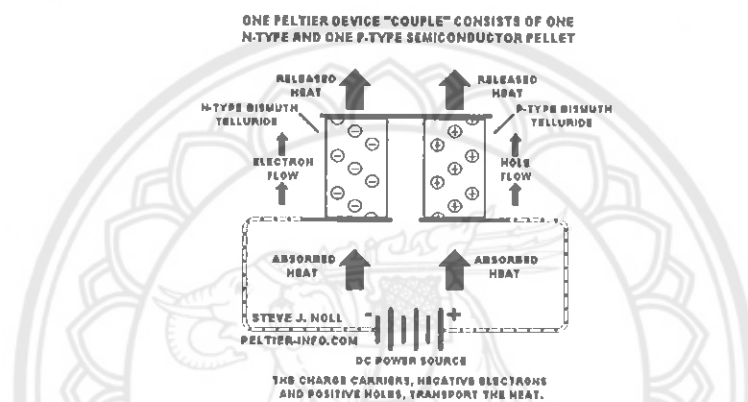 ONE PELTIER DEVICE "COUPLE" CONSISTS OF ONE
N-TYPE AND ONE P-TYPE SEMICONDUCTOR PELLET
RELEASED
HEAT
RELEASED
HEAT
N-TYPE BISMUTH
TELLURIDE
P-TYPE BISMUTH
TELLURIDE
ELECTRON
FLOW
HOLE
FLOW
ABSORBED
HEAT
ABSORBED
HEAT
STEVE J. NOLL
- +
PELTIER-INFO.COM
DC POWER SOURCE
THE CHARGE CARRIERS, NEGATIVE ELECTRONS
AND POSITIVE HOLES, TRANSPORT THE HEAT.